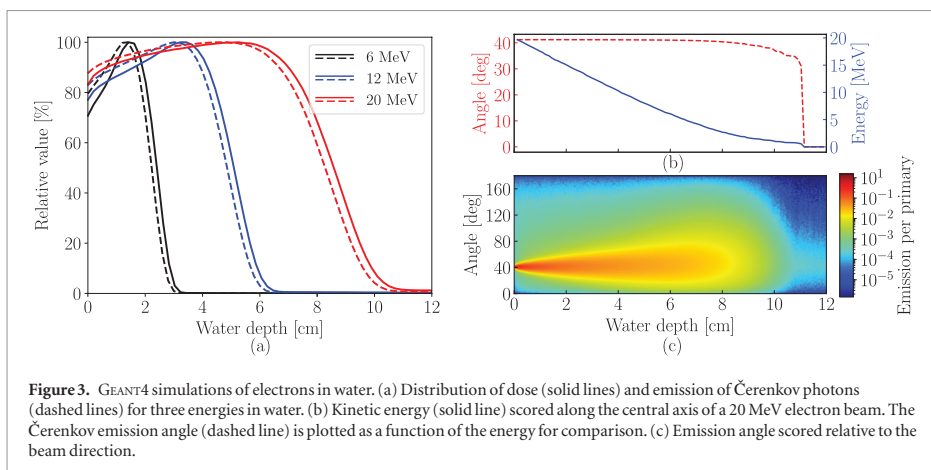 100
80
60
40
20
0
Relative value [%]
6 MeV
12 MeV
20 MeV
0 2 4 6 8 10 12
Water depth [cm]
(a)
40
30
20
10
0
Angle [deg]
20
15
10
5
0
Energy [MeV]
(b)
160
120
80
40
0
Angle [deg]
0 2 4 6 8 10 12
Water depth [cm]
(c)
10^1
10^-1
10^-2
10^-3
10^-4
10^-5
Emission per primary
Figure 3. GEANT4 simulations of electrons in water. (a) Distribution of dose (solid lines) and emission of Čerenkov photons
(dashed lines) for three energies in water. (b) Kinetic energy (solid line) scored along the central axis of a 20 MeV electron beam. The
Čerenkov emission angle (dashed line) is plotted as a function of the energy for comparison. (c) Emission angle scored relative to the
beam direction.